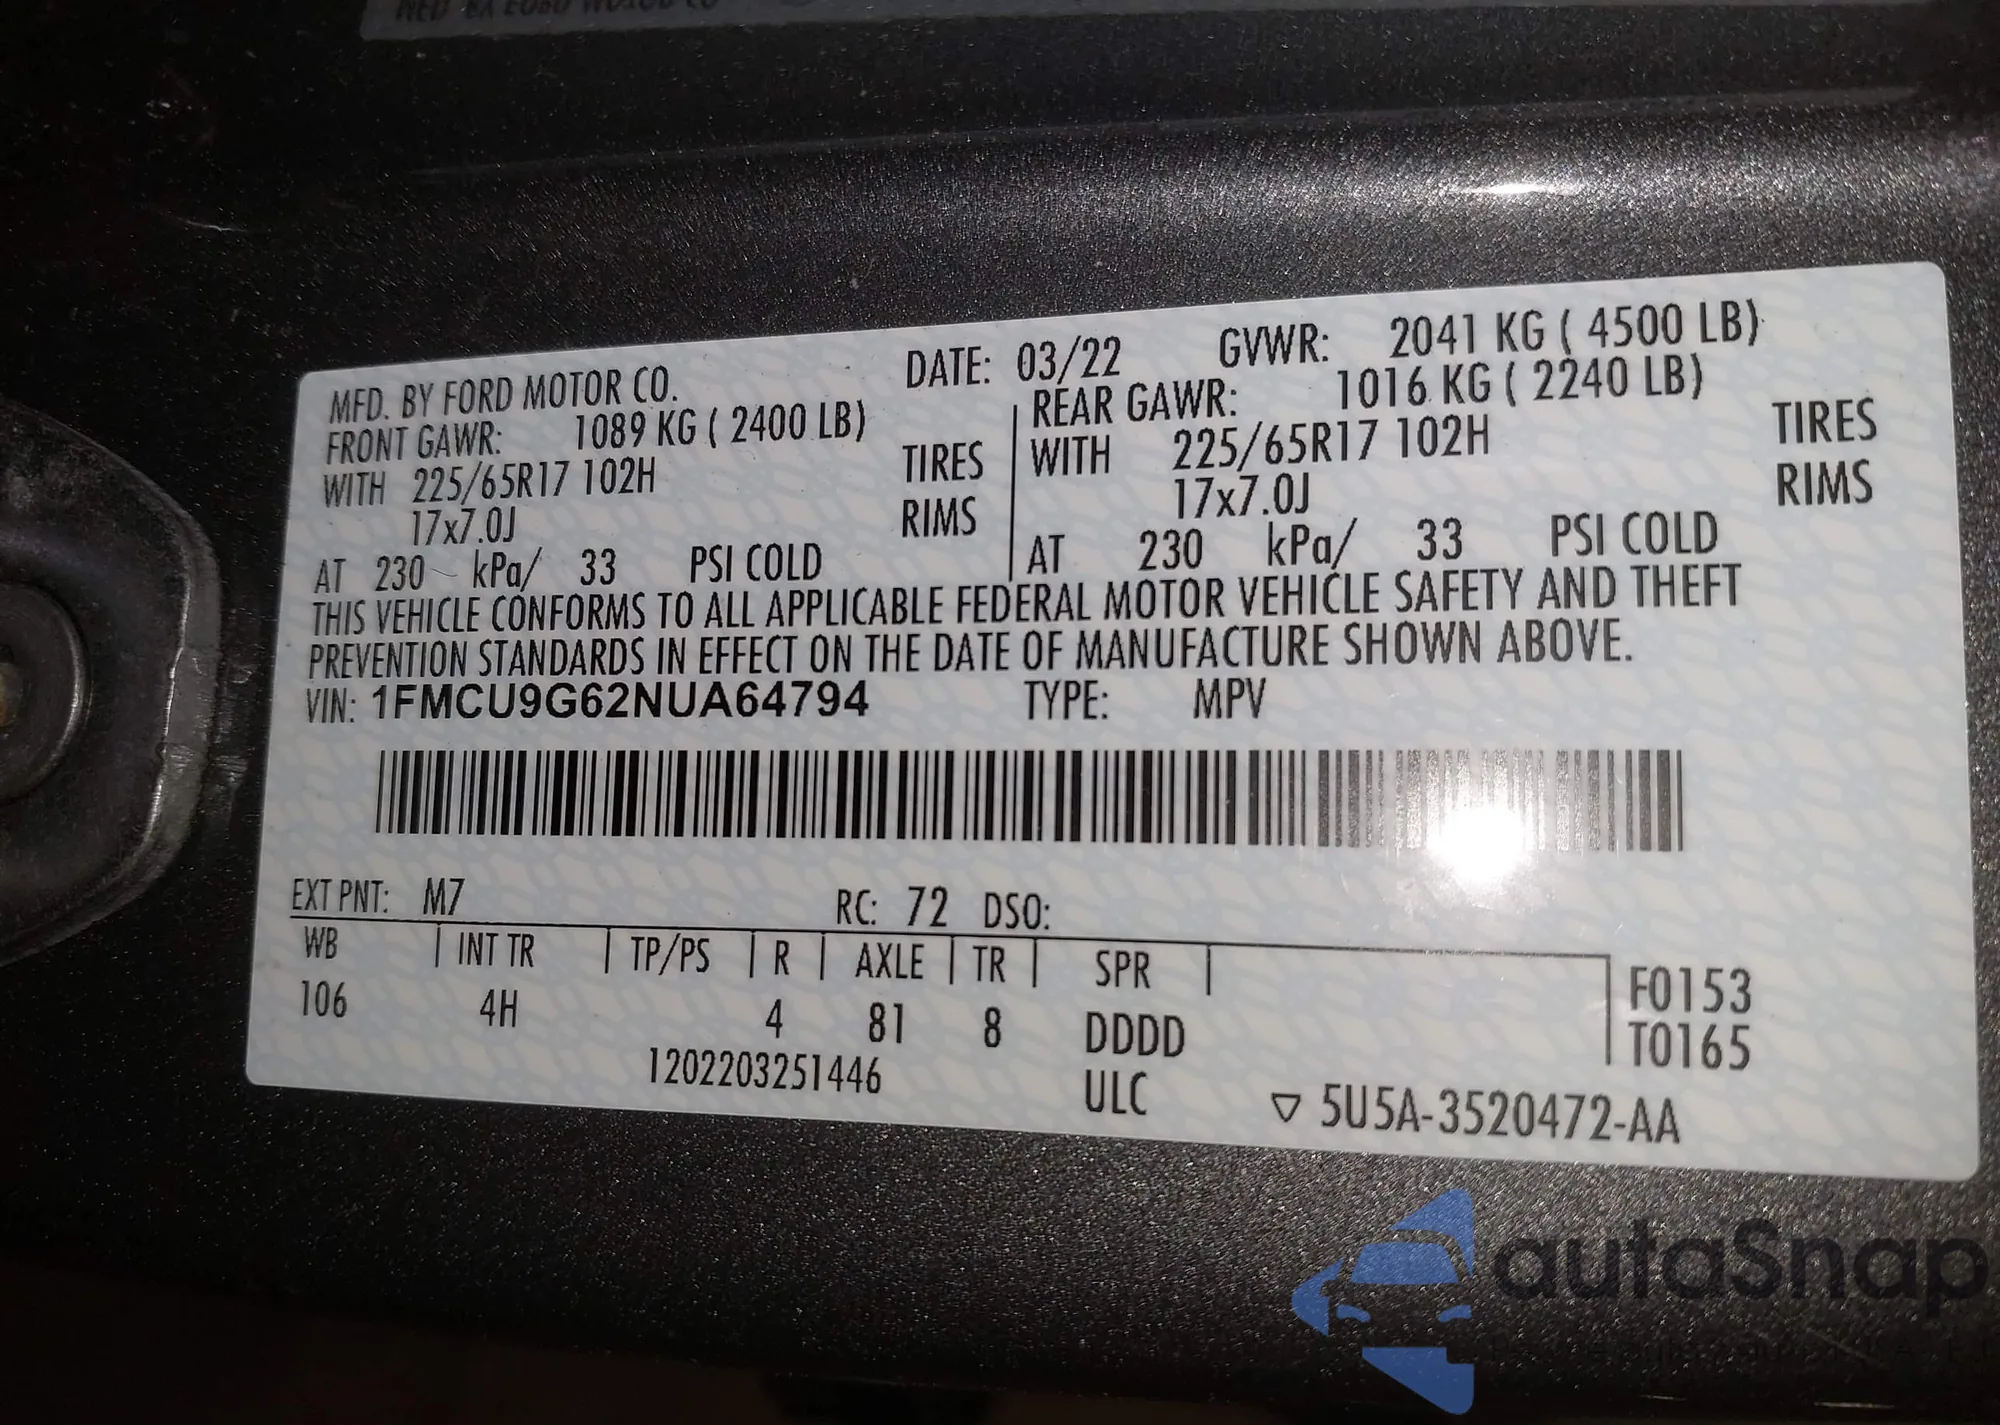 MFD. BY FORD MOTOR CO. DATE: 03/22 GVWR: 2041 KG ( 4500 LB)
FRONT GAWR: 1089 KG ( 2400 LB) REAR GAWR: 1016 KG ( 2240 LB)
WITH 225/65R17 102H TIRES WITH 225/65R17 102H TIRES
17x7.0J RIMS 17x7.0J RIMS
AT 230 kPa/ 33 PSI COLD AT 230 kPa/ 33 PSI COLD
THIS VEHICLE CONFORMS TO ALL APPLICABLE FEDERAL MOTOR VEHICLE SAFETY AND THEFT
PREVENTION STANDARDS IN EFFECT ON THE DATE OF MANUFACTURE SHOWN ABOVE.
VIN: 1FMCU9G62NUA64794 TYPE: MPV
EXT PNT: M7 RC: 72 DSO:
WB INT TR TP/PS R AXLE TR SPR F0153
106 4H 4 81 8 DDDD T0165
1202203251446 ULC ▽ 5U5A-3520472-AA
autaSnap